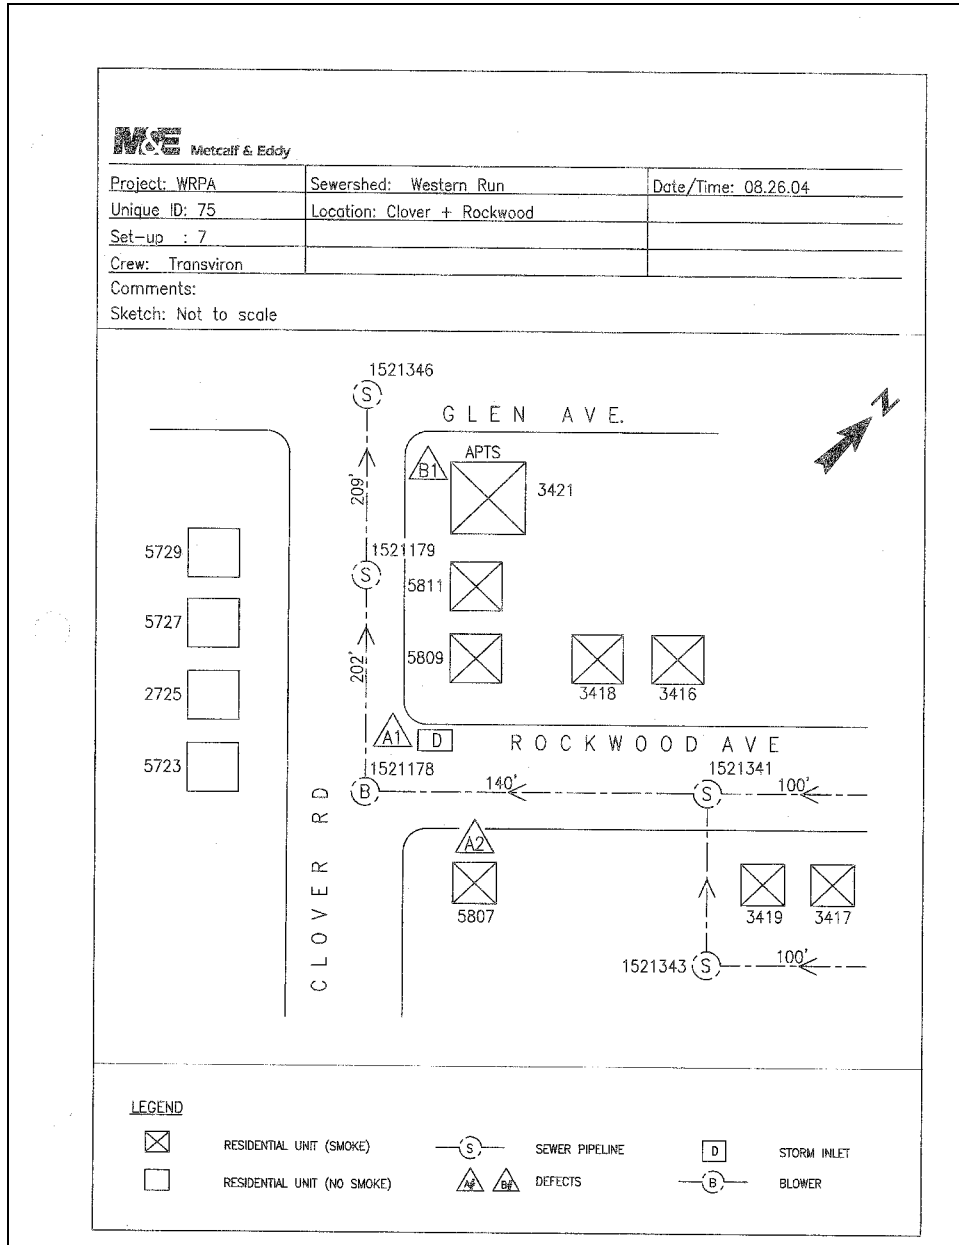 M&E Metcalf & Eddy
Project: WRPA
Sewershed: Western Run
Date/Time: 08.26.04
Unique ID: 75
Location: Clover + Rockwood
Set-up : 7
Crew: Transviron
Comments:
Sketch: Not to scale
1521346
S
GLEN AVE.
N
B1
APTS
3421
209'
5729
1521179
S
5811
5727
5809
202'
3418
3416
2725
A1
D
ROCKWOOD AVE
5723
1521178
B
140'
1521341
S
100'
CLOVER RD
A2
5807
3419
3417
1521343
S
100'
LEGEND
RESIDENTIAL UNIT (SMOKE)
S
SEWER PIPELINE
D
STORM INLET
RESIDENTIAL UNIT (NO SMOKE)
A#
B#
DEFECTS
B
BLOWER